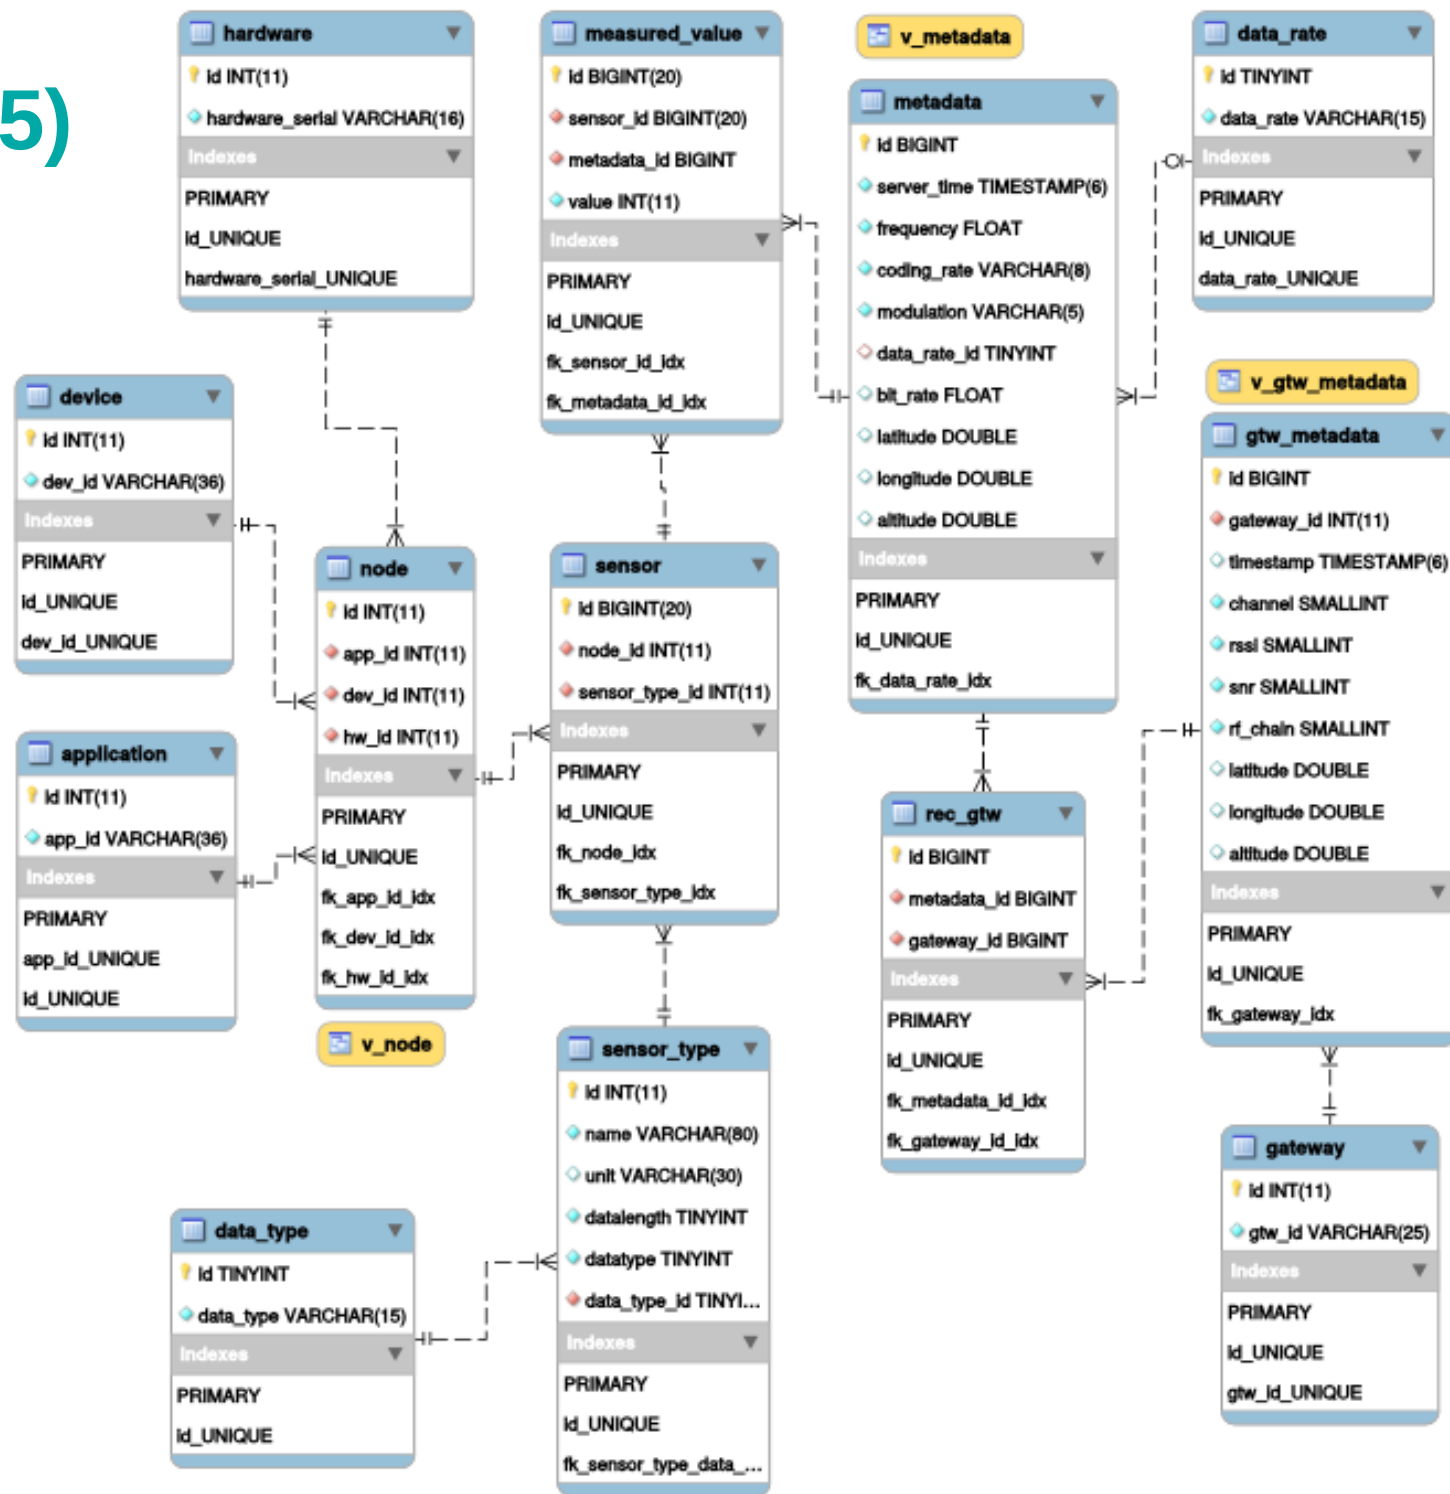 5)
hardware
id INT(11)
hardware_serial VARCHAR(16)
Indexes
PRIMARY
id_UNIQUE
hardware_serial_UNIQUE
measured_value
id BIGINT(20)
sensor_id BIGINT(20)
metadata_id BIGINT
value INT(11)
Indexes
PRIMARY
id_UNIQUE
fk_sensor_id_idx
fk_metadata_id_idx
v_metadata
metadata
id BIGINT
server_time TIMESTAMP(6)
frequency FLOAT
coding_rate VARCHAR(8)
modulation VARCHAR(5)
data_rate_id TINYINT
bit_rate FLOAT
latitude DOUBLE
longitude DOUBLE
altitude DOUBLE
Indexes
PRIMARY
id_UNIQUE
fk_data_rate_idx
data_rate
id TINYINT
data_rate VARCHAR(15)
Indexes
PRIMARY
id_UNIQUE
data_rate_UNIQUE
device
id INT(11)
dev_id VARCHAR(36)
Indexes
PRIMARY
id_UNIQUE
dev_id_UNIQUE
v_gtw_metadata
gtw_metadata
id BIGINT
gateway_id INT(11)
timestamp TIMESTAMP(6)
channel SMALLINT
rssi SMALLINT
snr SMALLINT
rf_chain SMALLINT
latitude DOUBLE
longitude DOUBLE
altitude DOUBLE
Indexes
PRIMARY
id_UNIQUE
fk_gateway_idx
node
id INT(11)
app_id INT(11)
dev_id INT(11)
hw_id INT(11)
Indexes
PRIMARY
id_UNIQUE
fk_app_id_idx
fk_dev_id_idx
fk_hw_id_idx
v_node
sensor
id BIGINT(20)
node_id INT(11)
sensor_type_id INT(11)
Indexes
PRIMARY
id_UNIQUE
fk_node_idx
fk_sensor_type_idx
application
id INT(11)
app_id VARCHAR(36)
Indexes
PRIMARY
app_id_UNIQUE
id_UNIQUE
rec_gtw
id BIGINT
metadata_id BIGINT
gateway_id BIGINT
Indexes
PRIMARY
id_UNIQUE
fk_metadata_id_idx
fk_gateway_id_idx
sensor_type
id INT(11)
name VARCHAR(80)
unit VARCHAR(30)
datalength TINYINT
datatype TINYINT
data_type_id TINYI...
Indexes
PRIMARY
id_UNIQUE
fk_sensor_type_data_...
gateway
id INT(11)
gtw_id VARCHAR(25)
Indexes
PRIMARY
id_UNIQUE
gtw_id_UNIQUE
data_type
id TINYINT
data_type VARCHAR(15)
Indexes
PRIMARY
id_UNIQUE